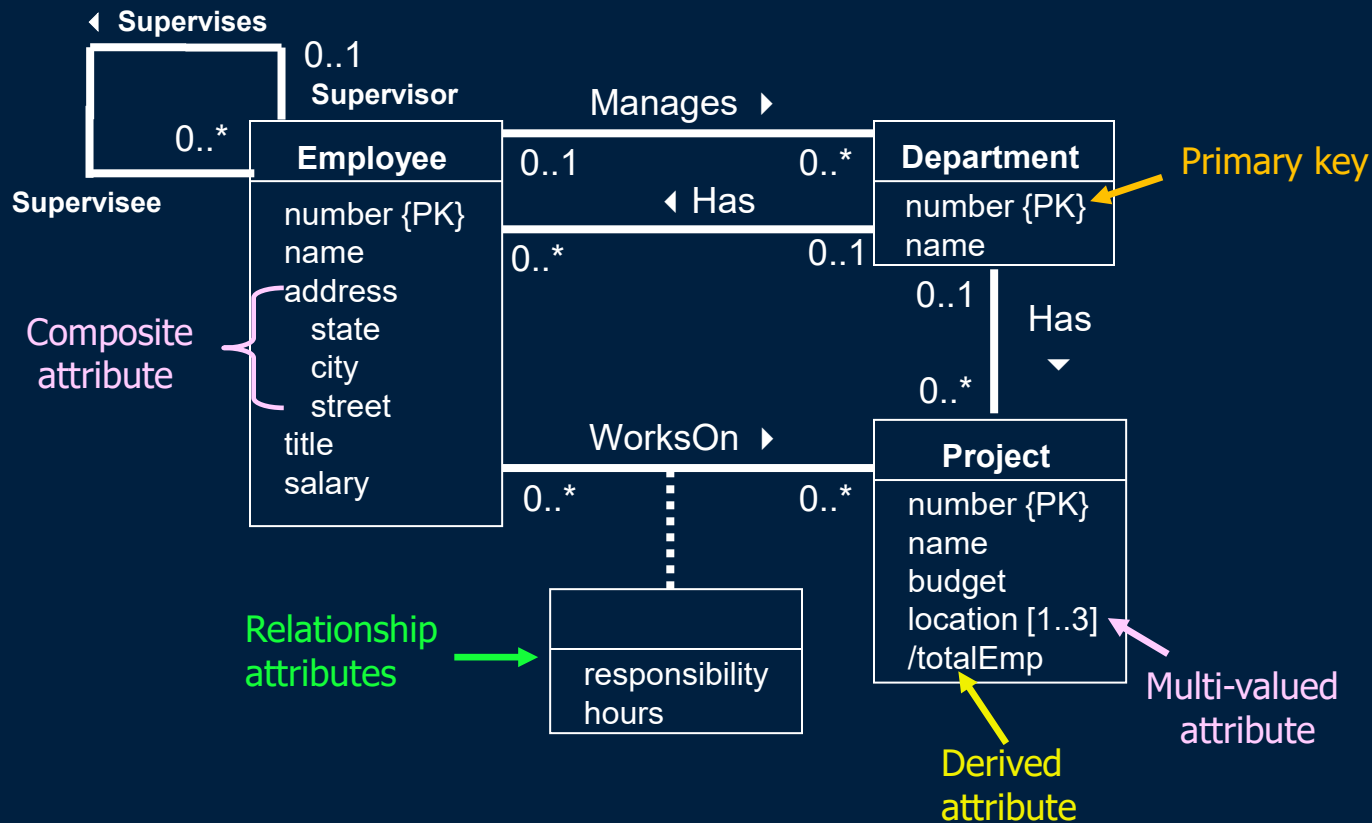 ◂ Supervises
0..1
Supervisor
0..*
Supervisee
Manages ▸
0..1
0..*
◂ Has
0..*
0..1
Employee
number {PK}
name
address
state
city
street
title
salary
Composite
attribute
Department
number {PK}
name
Primary key
0..1
Has
▾
0..*
WorksOn ▸
0..*
0..*
Project
number {PK}
name
budget
location [1..3]
/totalEmp
Relationship
attributes
responsibility
hours
Multi-valued
attribute
Derived
attribute